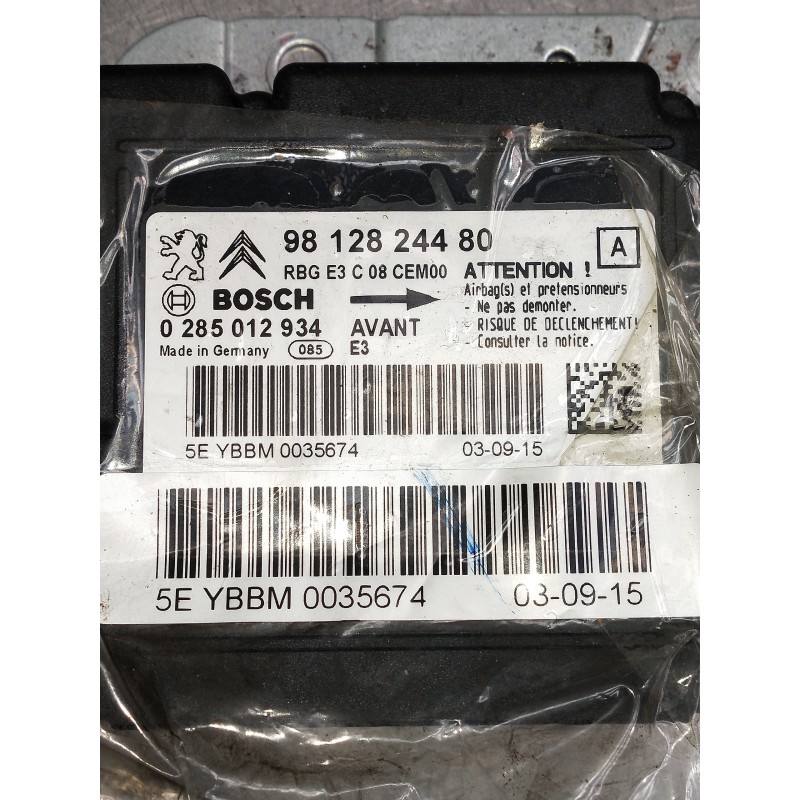 98 128 244 80
A
RBG E3 C 08 CEM00
ATTENTION !
Airbag(s) et pretensionneurs
- Ne pas demonter.
- RISQUE DE DECLENCHEMENT!
- Consulter la notice.
BOSCH
0 285 012 934
AVANT
Made in Germany
085
E3
5E YBBM 0035674
03-09-15
5E YBBM 0035674
03-09-15